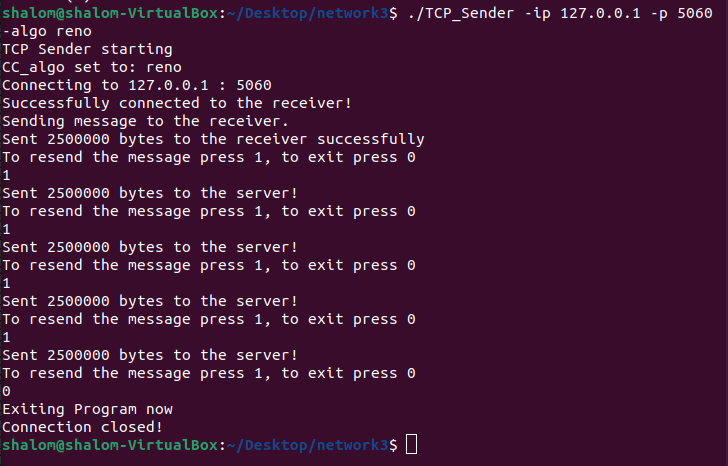 shalom@shalom-VirtualBox:~/Desktop/network3$ ./TCP_Sender -ip 127.0.0.1 -p 5060
-algo reno
TCP Sender starting
CC_algo set to: reno
Connecting to 127.0.0.1 : 5060
Successfully connected to the receiver!
Sending message to the receiver.
Sent 2500000 bytes to the receiver successfully
To resend the message press 1, to exit press 0
1
Sent 2500000 bytes to the server!
To resend the message press 1, to exit press 0
1
Sent 2500000 bytes to the server!
To resend the message press 1, to exit press 0
1
Sent 2500000 bytes to the server!
To resend the message press 1, to exit press 0
1
Sent 2500000 bytes to the server!
To resend the message press 1, to exit press 0
0
Exiting Program now
Connection closed!
shalom@shalom-VirtualBox:~/Desktop/network3$